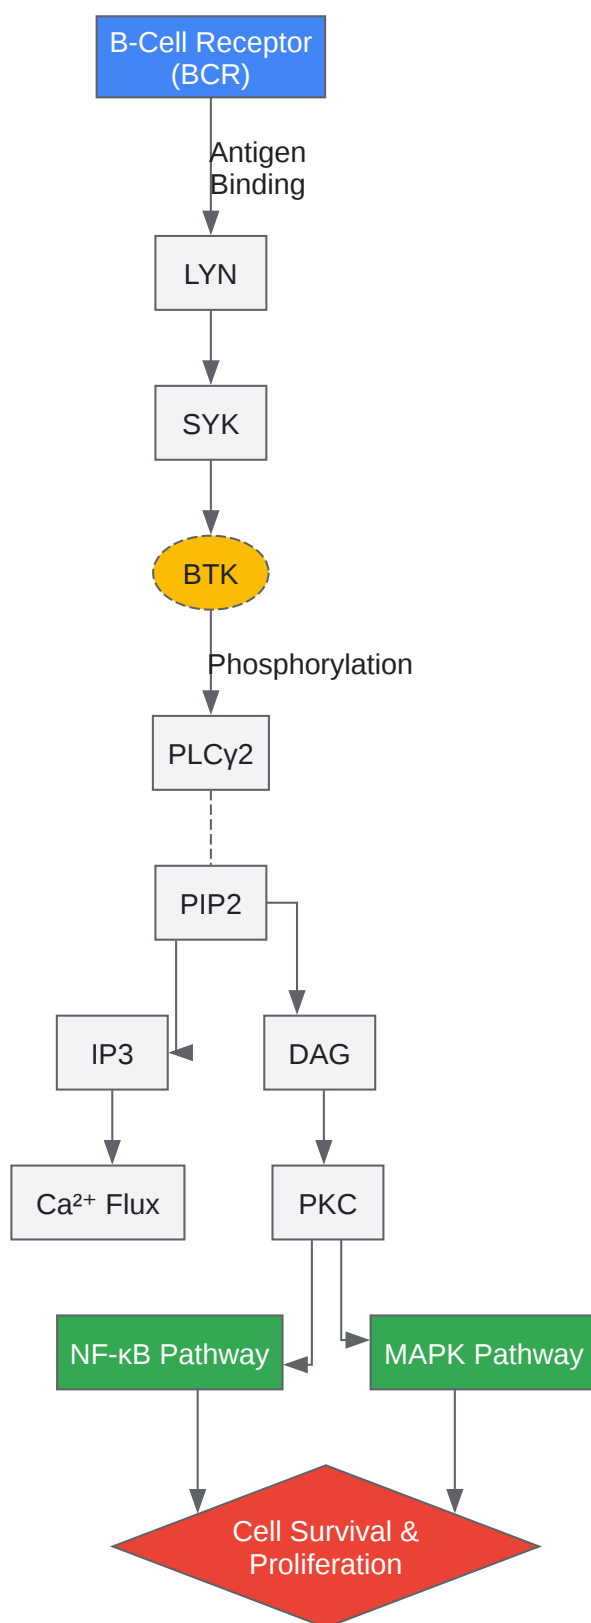 B-Cell Receptor
(BCR)
Antigen
Binding
LYN
SYK
BTK
Phosphorylation
PLCγ2
PIP2
IP3
DAG
Ca²⁺ Flux
PKC
NF-κB Pathway
MAPK Pathway
Cell Survival &
Proliferation